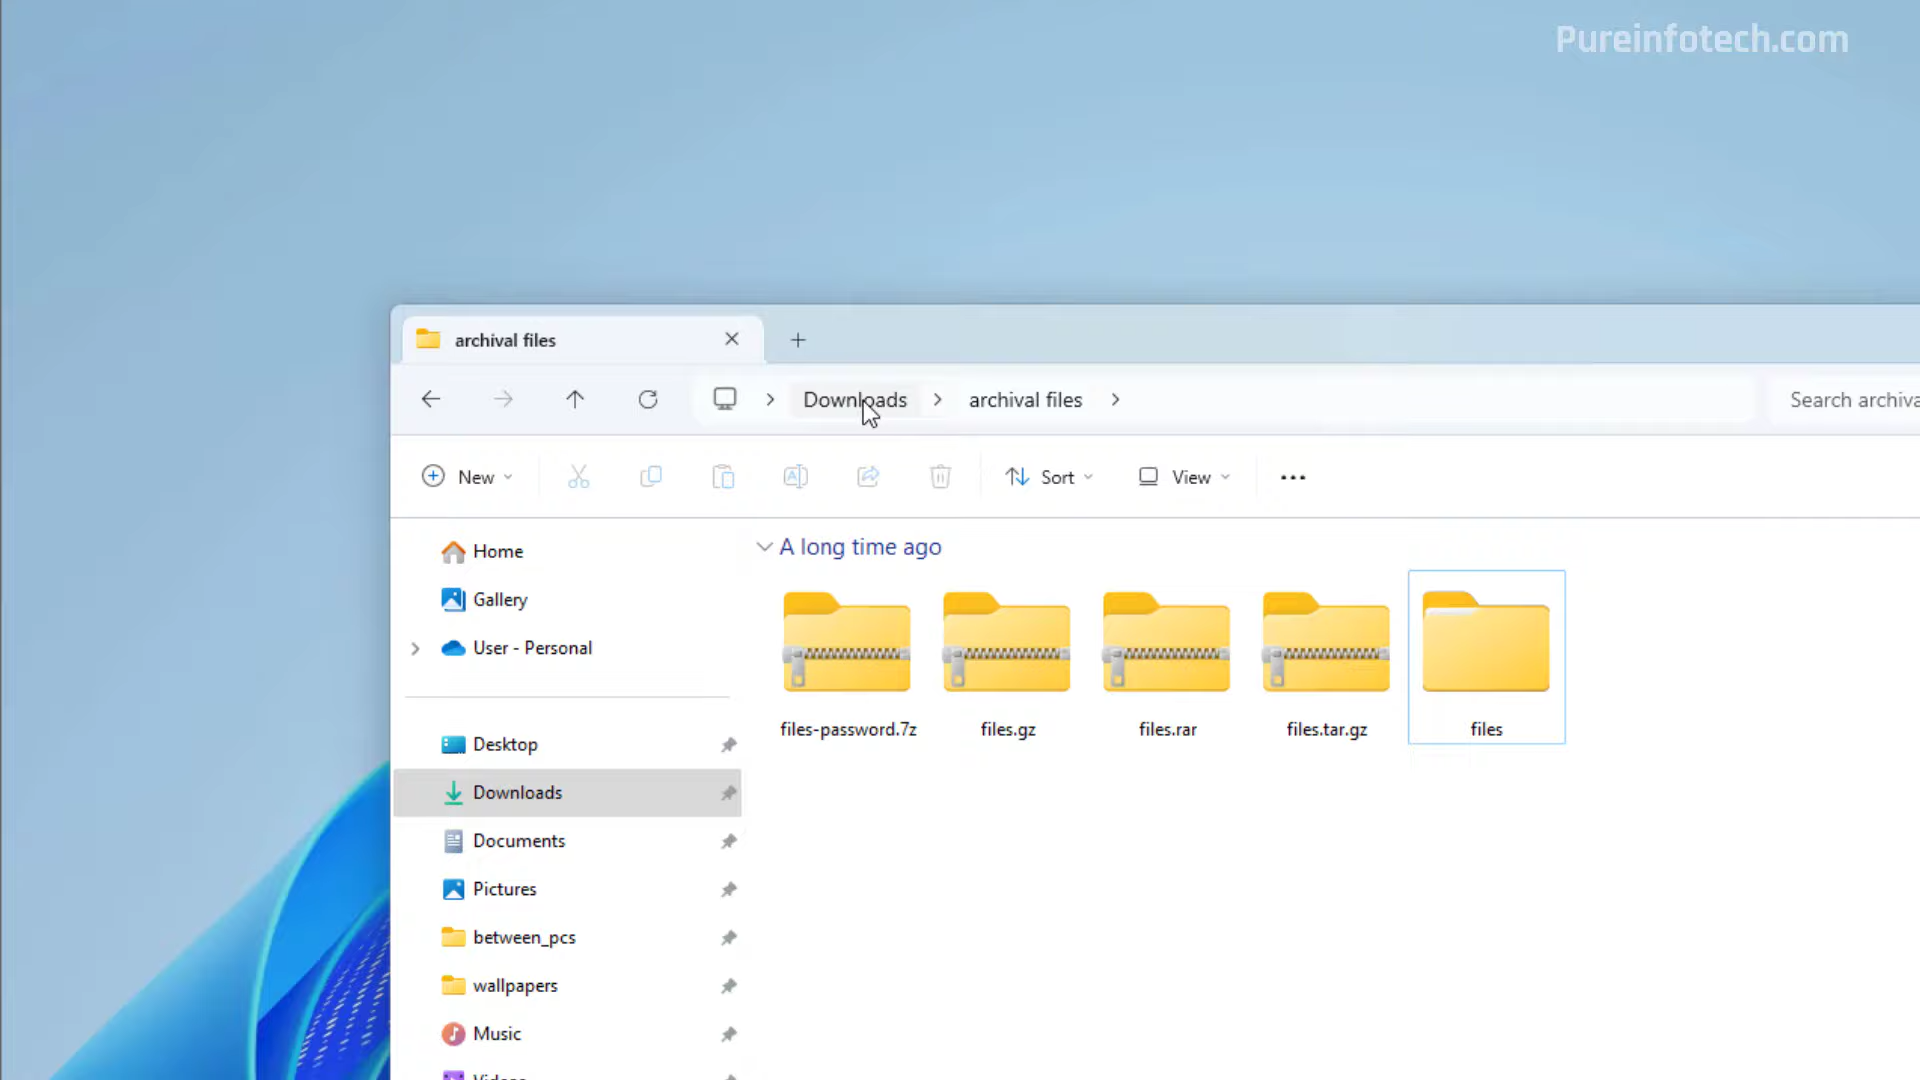 Pureinfotech.com
archival files
Downloads
archival files
Search archiva
New
Sort
View
Home
Gallery
User - Personal
Desktop
Downloads
Documents
Pictures
between_pcs
wallpapers
Music
Videos
A long time ago
files-password.7z
files.gz
files.rar
files.tar.gz
files